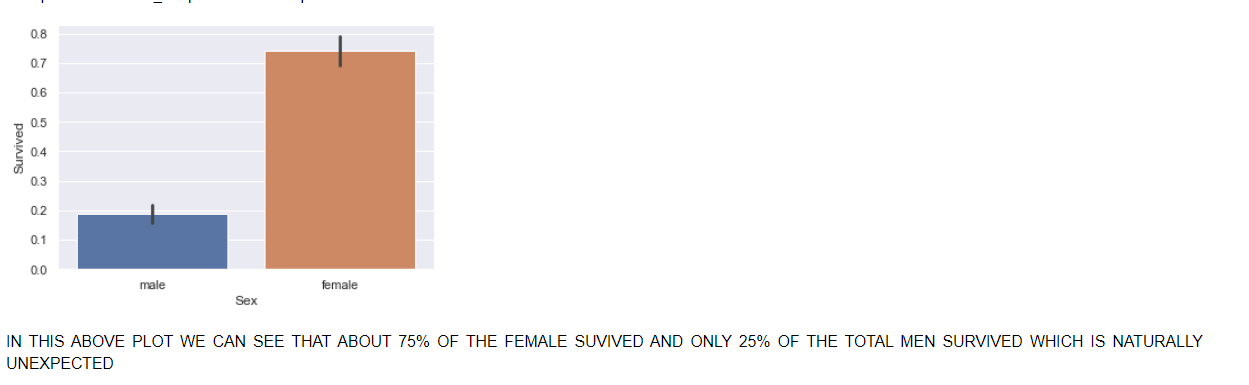 0.8
0.7
0.6
0.5
0.4
0.3
0.2
0.1
0.0
Survived
male female
Sex
IN THIS ABOVE PLOT WE CAN SEE THAT ABOUT 75% OF THE FEMALE SUVIVED AND ONLY 25% OF THE TOTAL MEN SURVIVED WHICH IS NATURALLY
UNEXPECTED